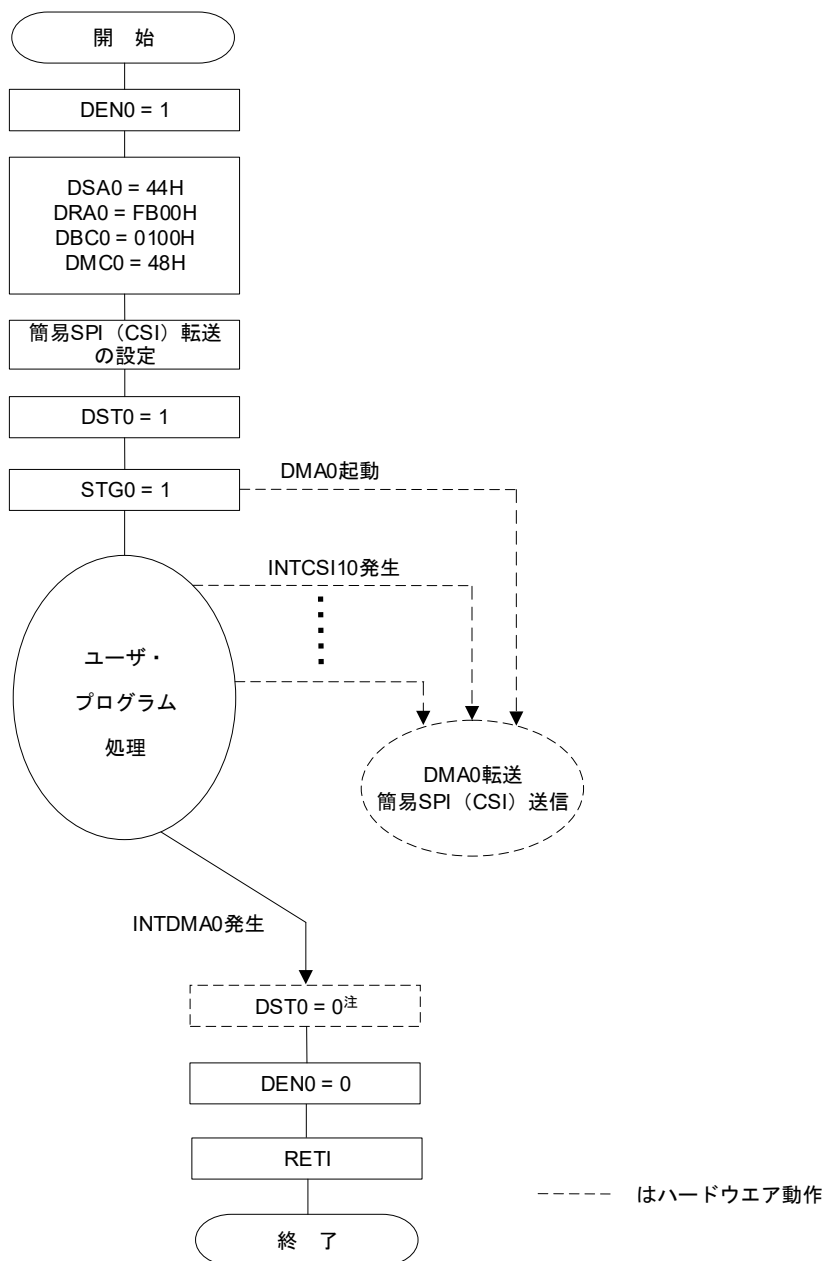 開 始
DEN0 = 1
DSA0 = 44H
DRA0 = FB00H
DBC0 = 0100H
DMC0 = 48H
簡易SPI（CSI）転送
の設定
DST0 = 1
STG0 = 1
DMA0起動
INTCSI10発生
ユーザ・
プログラム
処理
DMA0転送
簡易SPI（CSI）送信
INTDMA0発生
DST0 = 0注
DEN0 = 0
RETI
はハードウエア動作
終 了